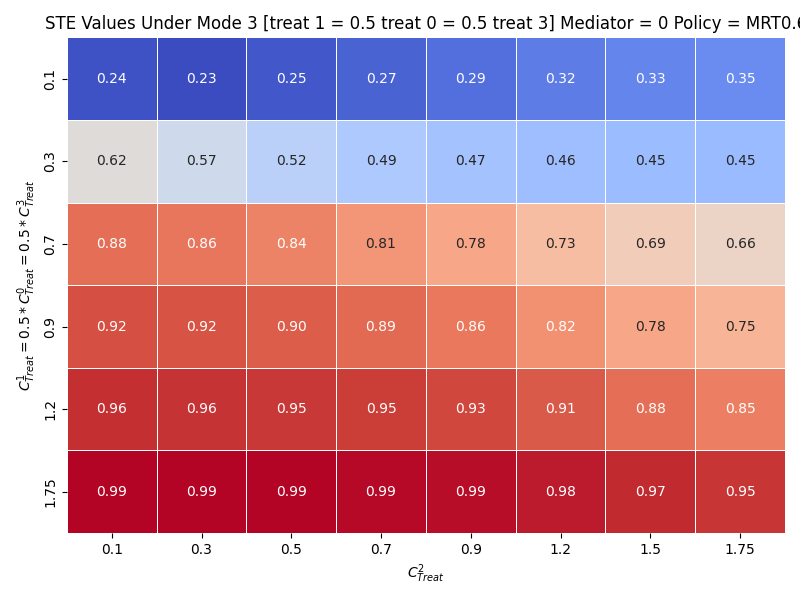 STE Values Under Mode 3 [treat 1 = 0.5 treat 0 = 0.5 treat 3] Mediator = 0 Policy = MRT0.6
0.1 0.24 0.23 0.25 0.27 0.29 0.32 0.33 0.35
0.3 0.62 0.57 0.52 0.49 0.47 0.46 0.45 0.45
0.7 0.88 0.86 0.84 0.81 0.78 0.73 0.69 0.66
0.9 0.92 0.92 0.90 0.89 0.86 0.82 0.78 0.75
1.2 0.96 0.96 0.95 0.95 0.93 0.91 0.88 0.85
1.75 0.99 0.99 0.99 0.99 0.99 0.98 0.97 0.95
0.1 0.3 0.5 0.7 0.9 1.2 1.5 1.75
$C^{2}_{Treat}$
$C^{1}_{Treat} = 0.5 * C^{0}_{Treat} = 0.5 * C^{3}_{Treat}$